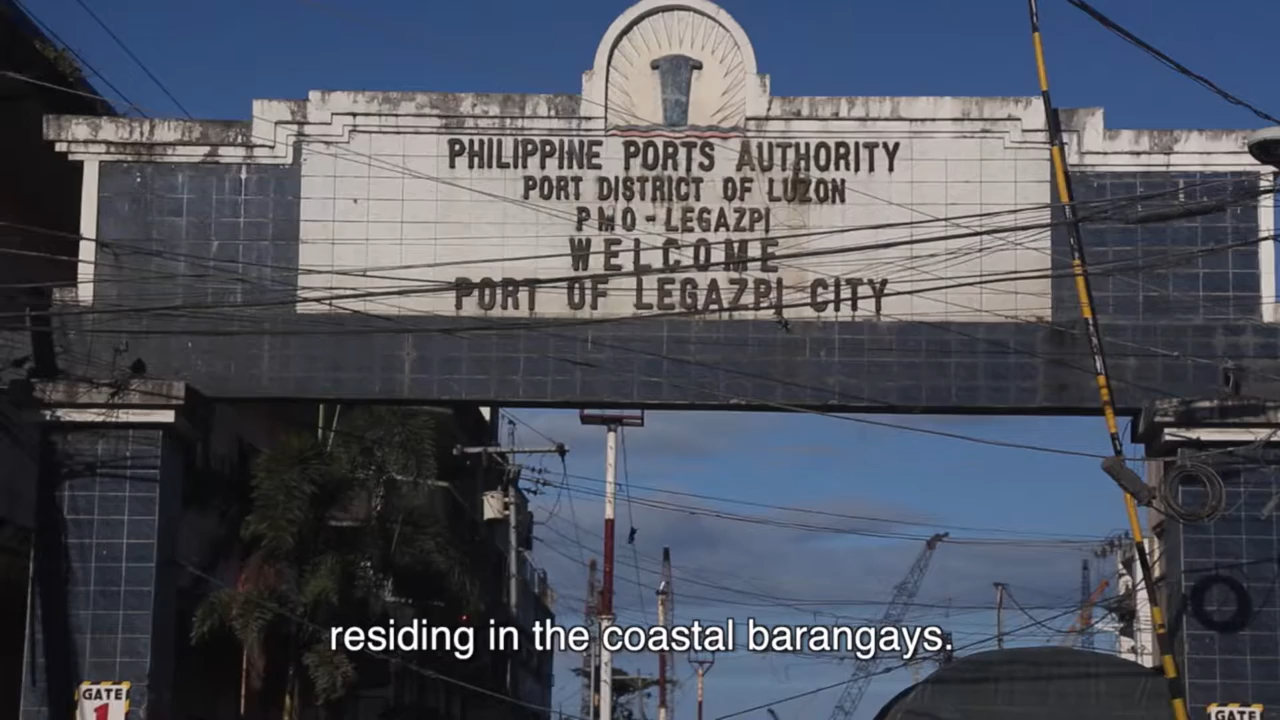 PHILIPPINE PORTS AUTHORITY
PORT DISTRICT OF LUZON
PMO-LEGAZPI
WELCOME
PORT OF LEGAZPI CITY
residing in the coastal barangays.
GATE
1
GATE